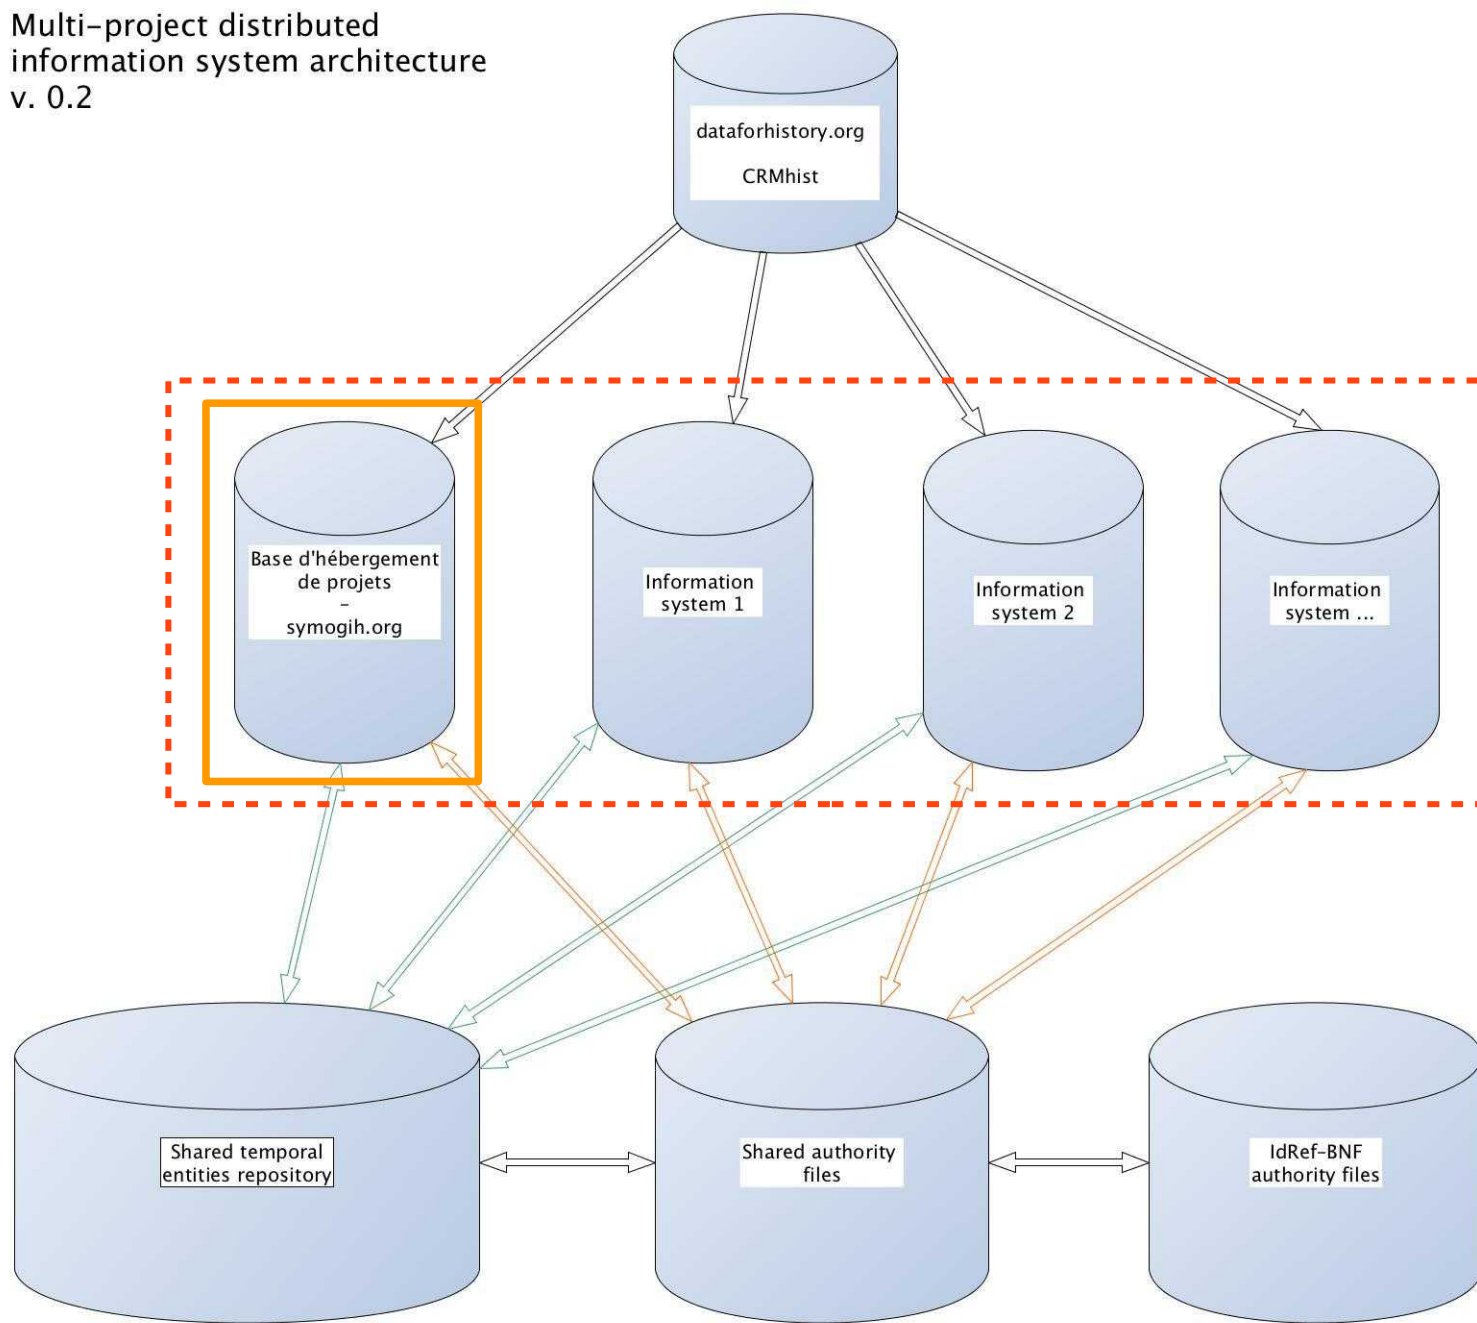 Multi-project distributed
information system architecture
v. 0.2
dataforhistory.org
CRMhist
Base d'hébergement
de projets
-
symogih.org
Information
system 1
Information
system 2
Information
system ...
Shared temporal
entities repository
Shared authority
files
IdRef-BNF
authority files